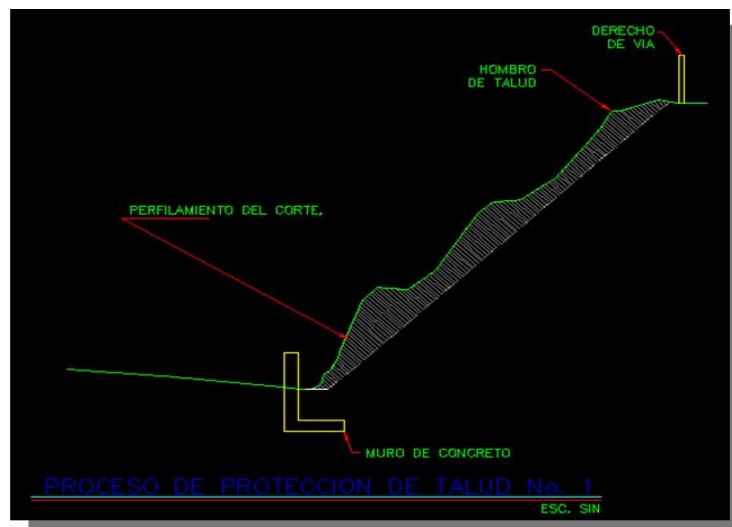 DERECHO
DE VIA
HOMBRO
DE TALUD
PERFILAMIENTO DEL CORTE.
MURO DE CONCRETO
PROCESO DE PROTECCION DE TALUD No. 1
ESC. SIN